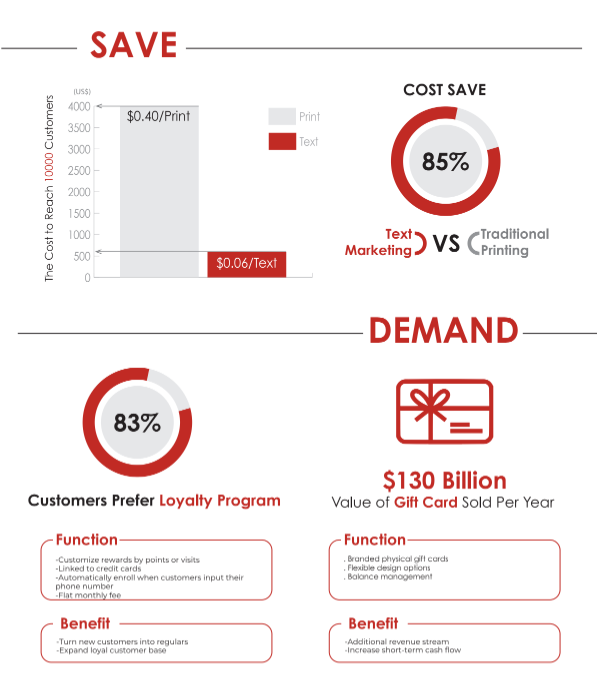 SAVE
(US$)
The Cost to Reach 10000 Customers
4000
3500
3000
2500
2000
1500
1000
500
0
$0.40/Print
$0.06/Text
Print
Text
COST SAVE
85%
Text
Marketing
VS
Traditional
Printing
DEMAND
83%
Customers Prefer Loyalty Program
Function
-Customize rewards by points or visits
-Linked to credit cards
-Automatically enroll when customers input their
phone number
-Flat monthly fee
Benefit
-Turn new customers into regulars
-Expand loyal customer base
$130 Billion
Value of Gift Card Sold Per Year
Function
. Branded physical gift cards
. Flexible design options
. Balance management
Benefit
-Additional revenue stream
-Increase short-term cash flow